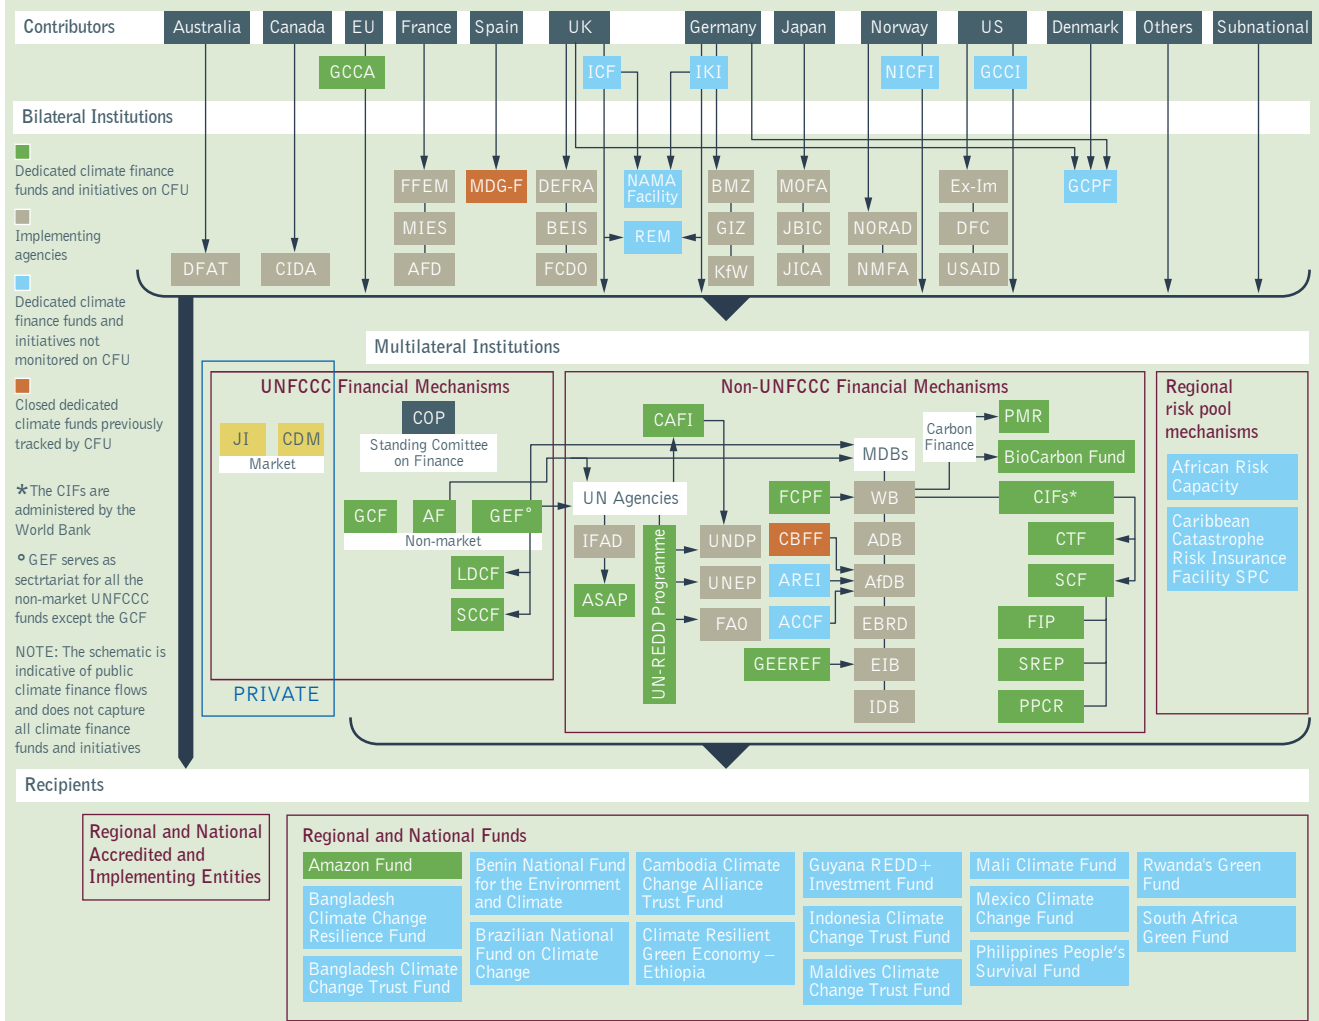 Contributors
Australia
Canada
EU
France
Spain
UK
Germany
Japan
Norway
US
Denmark
Others
Subnational
GCCA
ICF
IKI
NICFI
GCCI
Bilateral Institutions
Dedicated climate finance
funds and initiatives on CFU
Implementing
agencies
Dedicated climate
finance funds and
initiatives not
monitored on CFU
Closed dedicated
climate funds previously
tracked by CFU
*The CIFs are
administered by the
World Bank
°GEF serves as
sectrtariat for all the
non-market UNFCCC
funds except the GCF
NOTE: The schematic is
indicative of public
climate finance flows
and does not capture
all climate finance
funds and initiatives
DFAT
CIDA
FFEM
MIES
AFD
MDG-F
DEFRA
BEIS
FCDO
NAMA
Facility
REM
BMZ
GIZ
KfW
MOFA
JBIC
JICA
NORAD
NMFA
Ex-Im
DFC
USAID
GCPF
Multilateral Institutions
UNFCCC Financial Mechanisms
JI
CDM
Market
COP
Standing Comittee
on Finance
GCF
AF
GEF°
Non-market
LDCF
SCCF
PRIVATE
Non-UNFCCC Financial Mechanisms
CAFI
UN Agencies
IFAD
ASAP
UN-REDD Programme
UNDP
UNEP
FAO
FCPF
CBFF
AREI
ACCF
GEEREF
MDBs
WB
ADB
AfDB
EBRD
EIB
IDB
Carbon
Finance
PMR
BioCarbon Fund
CIFs*
CTF
SCF
FIP
SREP
PPCR
Regional
risk pool
mechanisms
African Risk
Capacity
Caribbean
Catastrophe
Risk Insurance
Facility SPC
Recipients
Regional and National
Accredited and
Implementing Entities
Regional and National Funds
Amazon Fund
Bangladesh
Climate Change
Resilience Fund
Bangladesh Climate
Change Trust Fund
Benin National Fund
for the Environment
and Climate
Brazilian National
Fund on Climate
Change
Cambodia Climate
Change Alliance
Trust Fund
Climate Resilient
Green Economy –
Ethiopia
Guyana REDD+
Investment Fund
Indonesia Climate
Change Trust Fund
Maldives Climate
Change Trust Fund
Mali Climate Fund
Mexico Climate
Change Fund
Philippines People's
Survival Fund
Rwanda's Green
Fund
South Africa
Green Fund